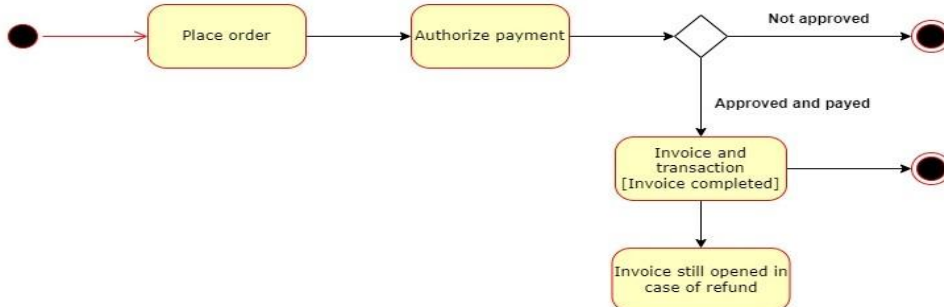 Not approved
Place order
Authorize payment
Approved and payed
Invoice and
transaction
[Invoice completed]
Invoice still opened in
case of refund